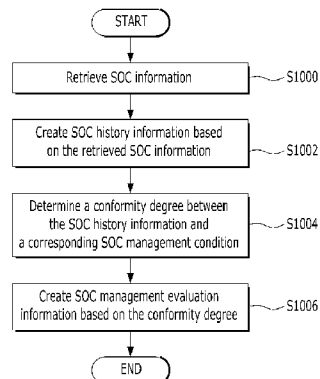 START
Retrieve SOC information
S1000
Create SOC history information based
on the retrieved SOC information
S1002
Determine a conformity degree between
the SOC history information and
a corresponding SOC management condition
S1004
Create SOC management evaluation
information based on the conformity degree
S1006
END